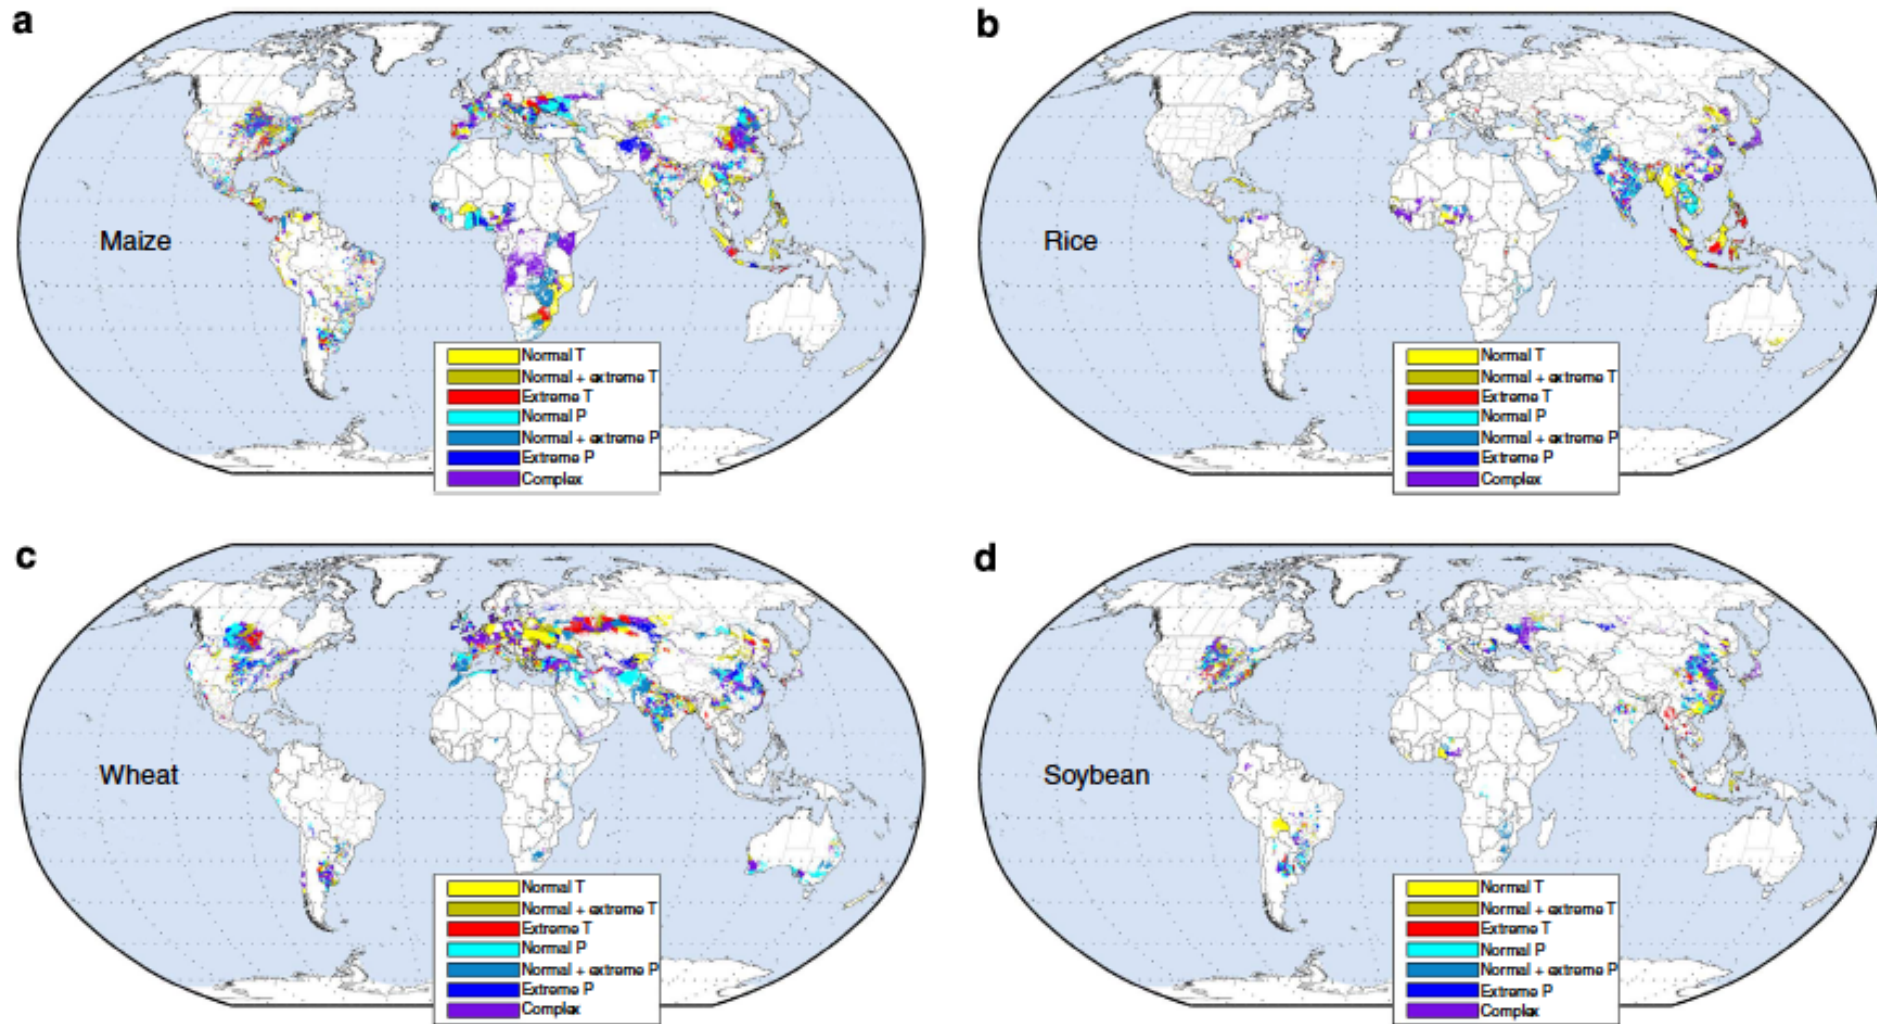 a
Maize
Normal T
Normal + extreme T
Extreme T
Normal P
Normal + extreme P
Extreme P
Complex
b
Rice
Normal T
Normal + extreme T
Extreme T
Normal P
Normal + extreme P
Extreme P
Complex
c
Wheat
Normal T
Normal + extreme T
Extreme T
Normal P
Normal + extreme P
Extreme P
Complex
d
Soybean
Normal T
Normal + extreme T
Extreme T
Normal P
Normal + extreme P
Extreme P
Complex